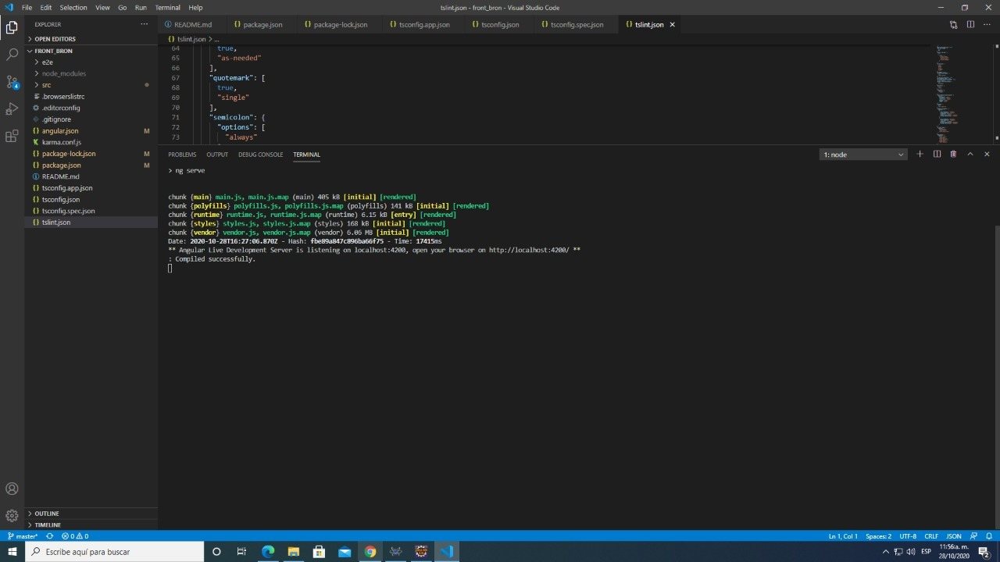 File Edit Selection View Go Run Terminal Help
tslint.json - front_bron - Visual Studio Code
EXPLORER
README.md package.json package-lock.json tsconfig.app.json tsconfig.json tsconfig.spec.json tslint.json
OPEN EDITORS
tslint.json > ...
FRONT_BRON
e2e
node_modules
src
.browserslistrc
.editorconfig
.gitignore
angular.json M
karma.conf.js
package-lock.json M
package.json M
README.md
tsconfig.app.json
tsconfig.json
tsconfig.spec.json
tslint.json
64 true,
65 "as-needed"
66 ],
67 "quotemark": [
68 true,
69 "single"
70 ],
71 "semicolon": {
72 "options": [
73 "always"
PROBLEMS OUTPUT DEBUG CONSOLE TERMINAL
1: node
> ng serve
chunk {main} main.js, main.js.map (main) 405 kB [initial] [rendered]
chunk {polyfills} polyfills.js, polyfills.js.map (polyfills) 141 kB [initial] [rendered]
chunk {runtime} runtime.js, runtime.js.map (runtime) 6.15 kB [entry] [rendered]
chunk {styles} styles.js, styles.js.map (styles) 168 kB [initial] [rendered]
chunk {vendor} vendor.js, vendor.js.map (vendor) 6.06 MB [initial] [rendered]
Date: 2020-10-28T16:27:06.870Z - Hash: fbe89a847c896ba66f75 - Time: 17415ms
** Angular Live Development Server is listening on localhost:4200, open your browser on http://localhost:4200/ **
: Compiled successfully.
4
OUTLINE
TIMELINE
master* 0 0
Ln 1, Col 1 Spaces: 2 UTF-8 CRLF JSON
Escribe aquí para buscar
ESP
11:56 a. m.
28/10/2020
2